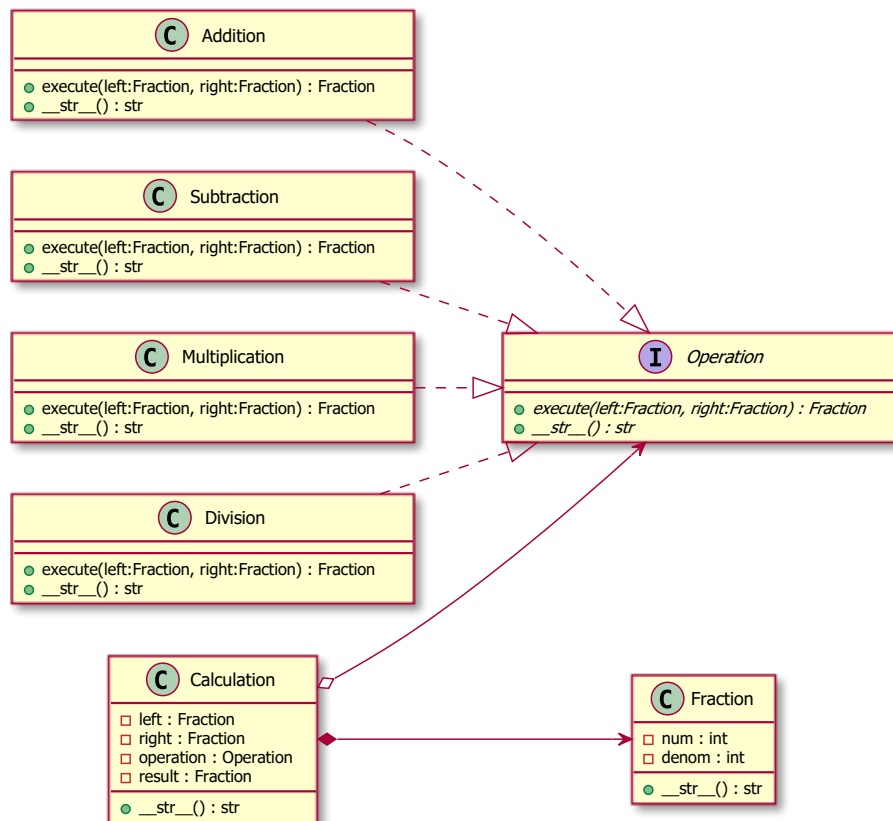 C Addition
execute(left:Fraction, right:Fraction) : Fraction
__str__() : str
C Subtraction
execute(left:Fraction, right:Fraction) : Fraction
__str__() : str
C Multiplication
execute(left:Fraction, right:Fraction) : Fraction
__str__() : str
I Operation
execute(left:Fraction, right:Fraction) : Fraction
__str__() : str
C Division
execute(left:Fraction, right:Fraction) : Fraction
__str__() : str
C Calculation
left : Fraction
right : Fraction
operation : Operation
result : Fraction
__str__() : str
C Fraction
num : int
denom : int
__str__() : str